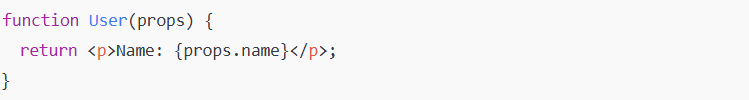 function User(props) {
  return <p>Name: {props.name}</p>;
}